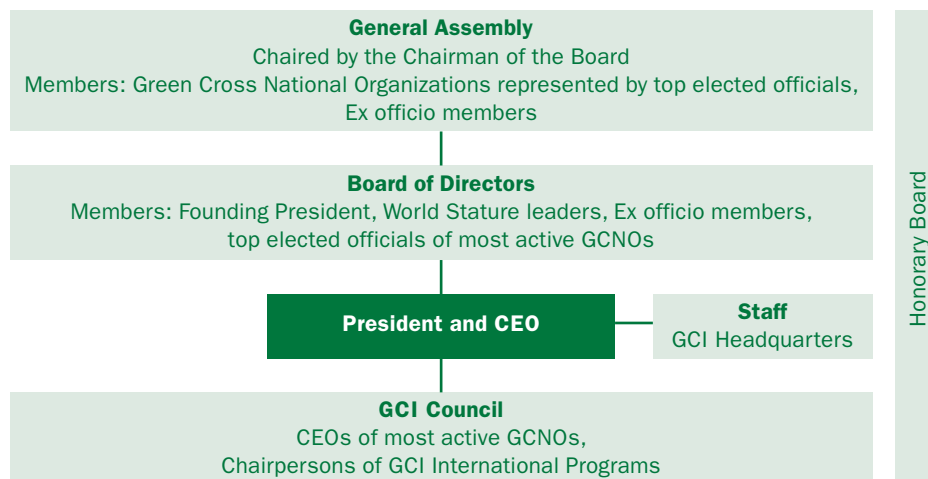 General Assembly
Chaired by the Chairman of the Board
Members: Green Cross National Organizations represented by top elected officials,
Ex officio members
Board of Directors
Members: Founding President, World Stature leaders, Ex officio members,
top elected officials of most active GCNOs
President and CEO
Staff
GCI Headquarters
GCI Council
CEOs of most active GCNOs,
Chairpersons of GCI International Programs
Honorary Board